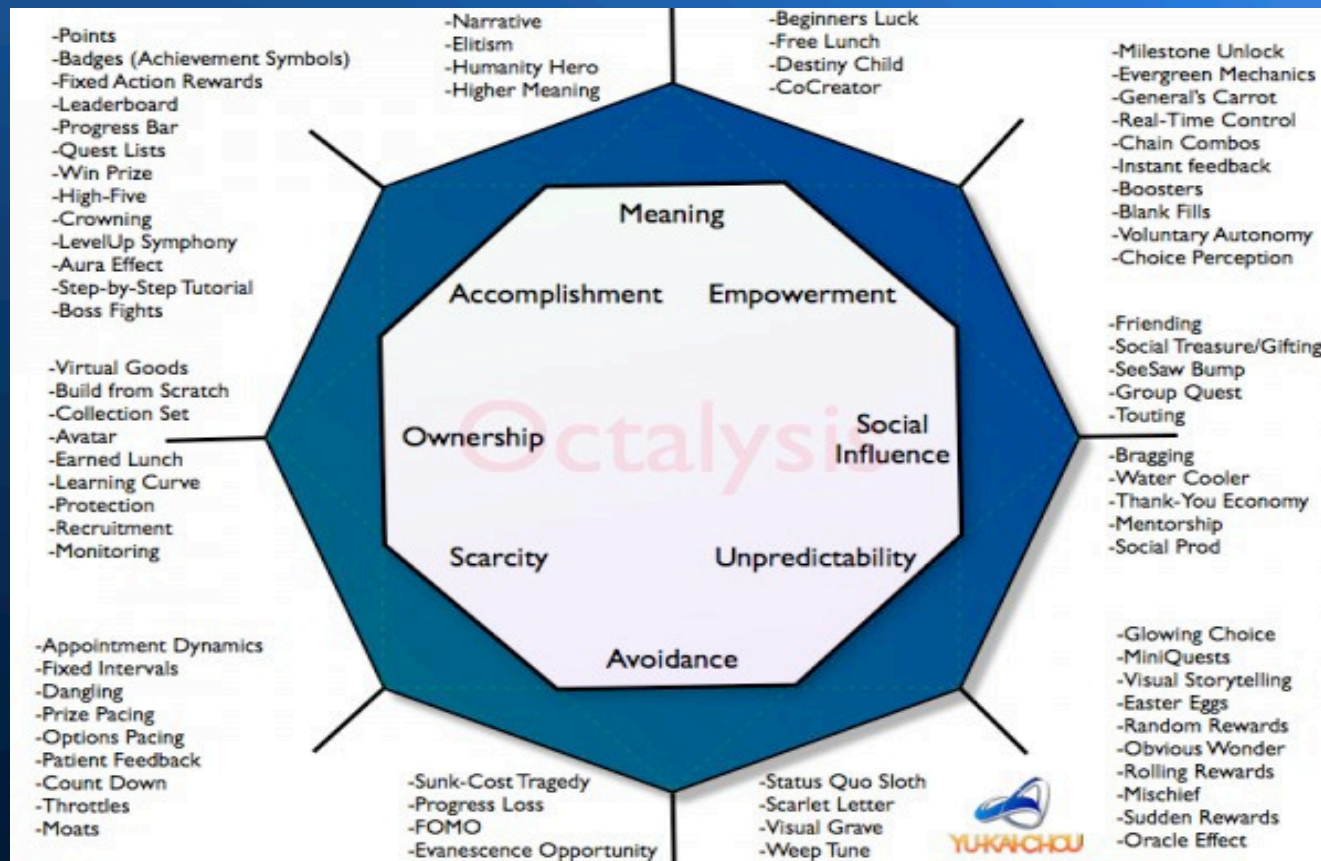 -Points
-Badges (Achievement Symbols)
-Fixed Action Rewards
-Leaderboard
-Progress Bar
-Quest Lists
-Win Prize
-High-Five
-Crowning
-LevelUp Symphony
-Aura Effect
-Step-by-Step Tutorial
-Boss Fights
-Narrative
-Elitism
-Humanity Hero
-Higher Meaning
-Beginners Luck
-Free Lunch
-Destiny Child
-CoCreator
-Milestone Unlock
-Evergreen Mechanics
-General's Carrot
-Real-Time Control
-Chain Combos
-Instant feedback
-Boosters
-Blank Fills
-Voluntary Autonomy
-Choice Perception
Meaning
Accomplishment
Empowerment
Octalysis
Ownership
Social
Influence
Scarcity
Unpredictability
Avoidance
-Virtual Goods
-Build from Scratch
-Collection Set
-Avatar
-Earned Lunch
-Learning Curve
-Protection
-Recruitment
-Monitoring
-Friending
-Social Treasure/Gifting
-SeeSaw Bump
-Group Quest
-Touting
-Bragging
-Water Cooler
-Thank-You Economy
-Mentorship
-Social Prod
-Appointment Dynamics
-Fixed Intervals
-Dangling
-Prize Pacing
-Options Pacing
-Patient Feedback
-Count Down
-Throttles
-Moats
-Sunk-Cost Tragedy
-Progress Loss
-FOMO
-Evanescence Opportunity
-Status Quo Sloth
-Scarlet Letter
-Visual Grave
-Weep Tune
YU-KAI-CHOU
-Glowing Choice
-MiniQuests
-Visual Storytelling
-Easter Eggs
-Random Rewards
-Obvious Wonder
-Rolling Rewards
-Mischief
-Sudden Rewards
-Oracle Effect